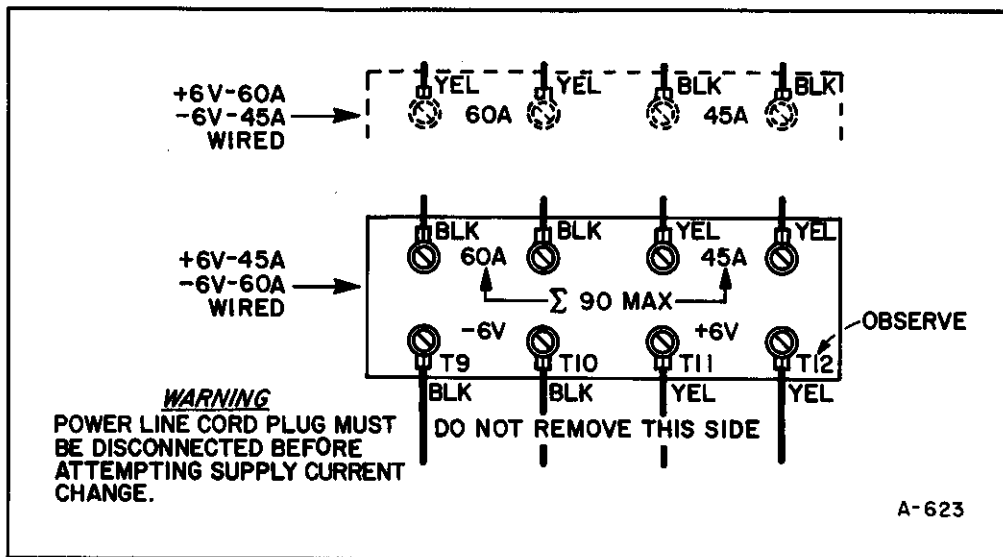 YEL YEL BLK BLK
+6V-60A
-6V-45A
WIRED
60A 45A
BLK BLK YEL YEL
+6V-45A
-6V-60A
WIRED
60A 45A
Σ 90 MAX
-6V +6V
OBSERVE
T9 T10 T11 T12
BLK BLK YEL YEL
WARNING
POWER LINE CORD PLUG MUST
BE DISCONNECTED BEFORE
ATTEMPTING SUPPLY CURRENT
CHANGE.
DO NOT REMOVE THIS SIDE
A-623